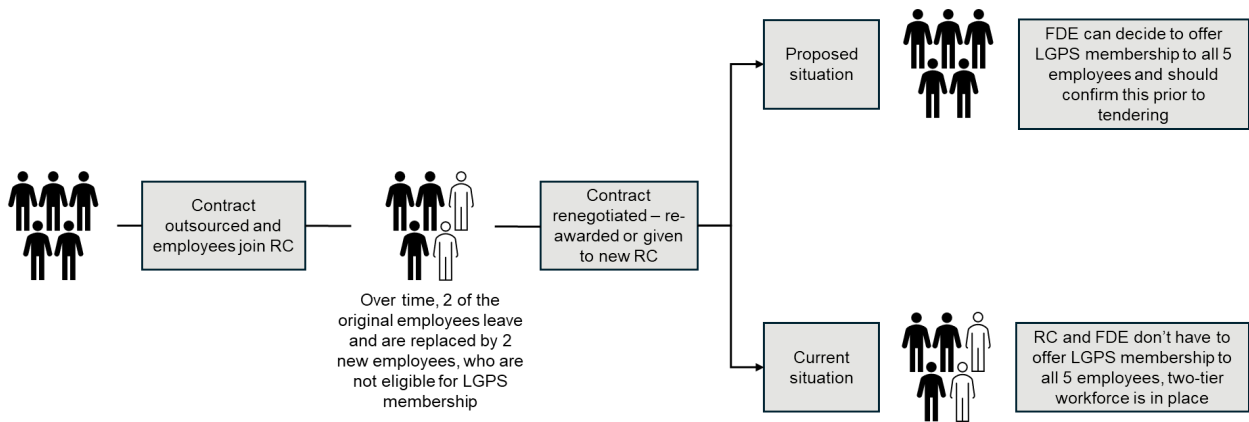 Contract
outsourced and
employees join RC
Over time, 2 of the
original employees leave
and are replaced by 2
new employees, who are
not eligible for LGPS
membership
Contract
renegotiated – re-
awarded or given
to new RC
Proposed
situation
FDE can decide to offer
LGPS membership to all 5
employees and should
confirm this prior to
tendering
Current
situation
RC and FDE don’t have to
offer LGPS membership to
all 5 employees, two-tier
workforce is in place